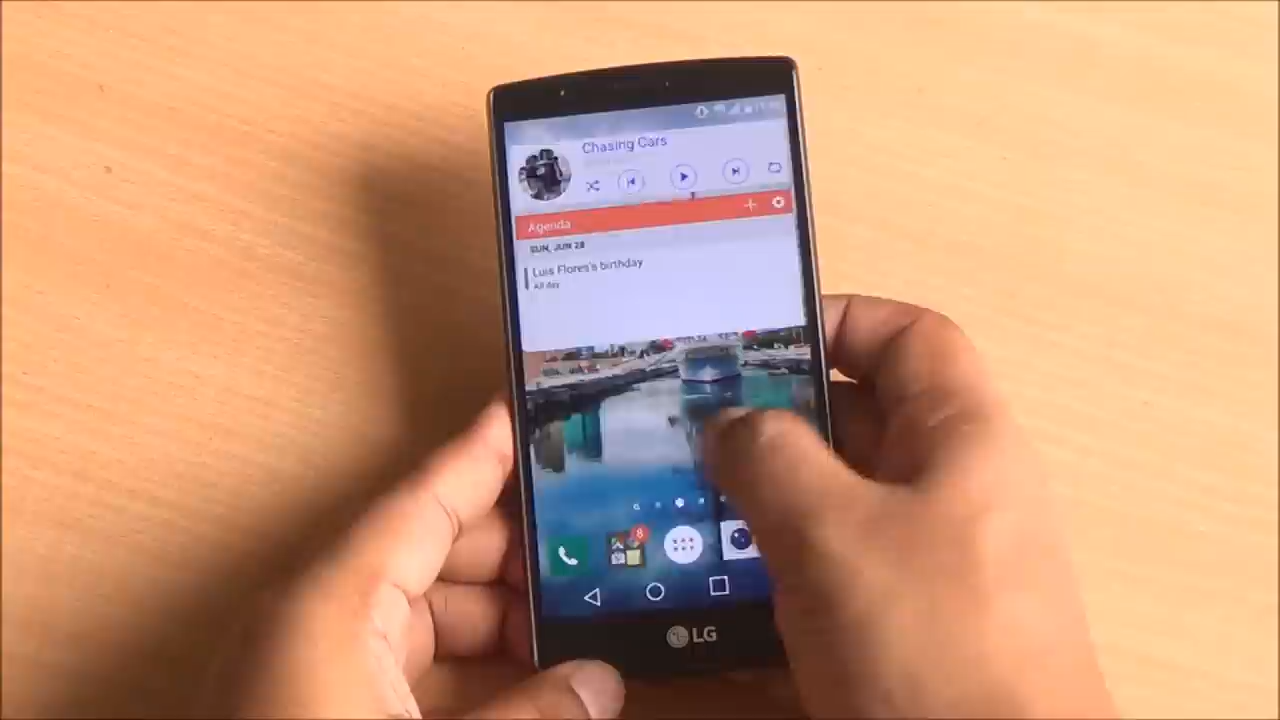 Chasing Cars
Agenda
SUN, JUN 28
Luis Flores's birthday
All day
8
LG